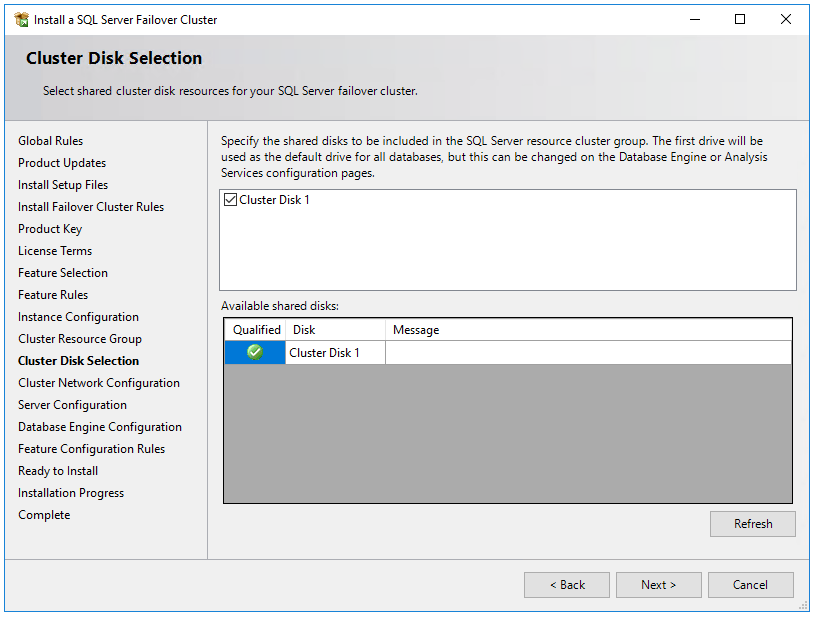 Install a SQL Server Failover Cluster
Cluster Disk Selection
Select shared cluster disk resources for your SQL Server failover cluster.
Global Rules
Product Updates
Install Setup Files
Install Failover Cluster Rules
Product Key
License Terms
Feature Selection
Feature Rules
Instance Configuration
Cluster Resource Group
Cluster Disk Selection
Cluster Network Configuration
Server Configuration
Database Engine Configuration
Feature Configuration Rules
Ready to Install
Installation Progress
Complete
Specify the shared disks to be included in the SQL Server resource cluster group. The first drive will be
used as the default drive for all databases, but this can be changed on the Database Engine or Analysis
Services configuration pages.
Cluster Disk 1
Available shared disks:
Qualified Disk Message
Cluster Disk 1
Refresh
< Back Next > Cancel